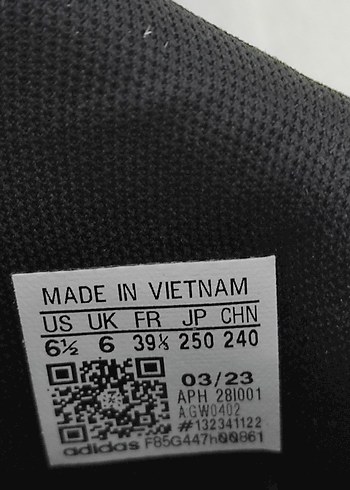 MADE IN VIETNAM
US UK FR JP CHN
6½ 6 39⅓ 250 240
03/23
APH 28I001
AGW0402
#132341122
adidas F85G447h00861